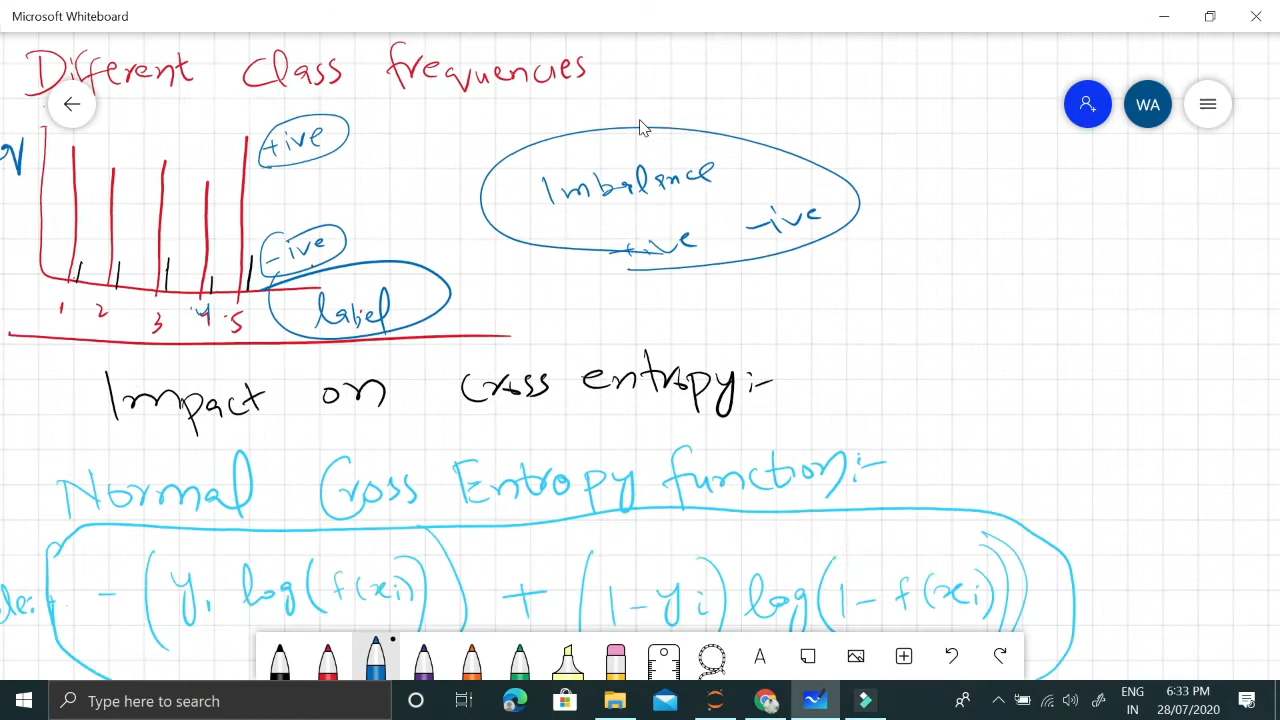 Microsoft Whiteboard
Different Class frequencies
WA
+ive
Imbalance
+ive -ive
-ive
label
1 2 3 4 5
Impact on Cross entropy:-
Normal Cross Entropy function:-
- (yi log(f(xi)) + (1-yi) log(1- f(xi)))
A
Type here to search
ENG
IN
6:33 PM
28/07/2020